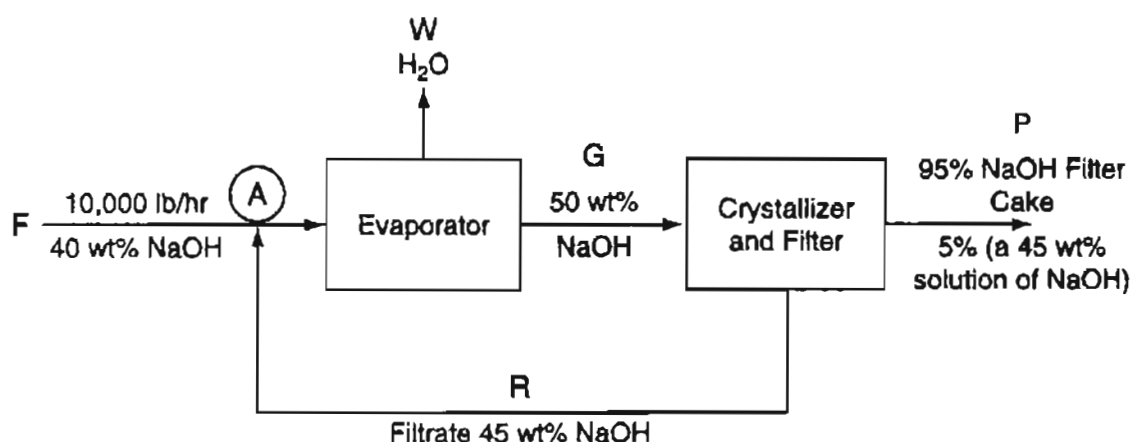 W
H₂O
P
G
95% NaOH Filter
Cake
10,000 lb/hr
A
50 wt%
Crystallizer
and Filter
F
Evaporator
40 wt% NaOH
NaOH
5% (a 45 wt%
solution of NaOH)
R
Filtrate 45 wt% NaOH